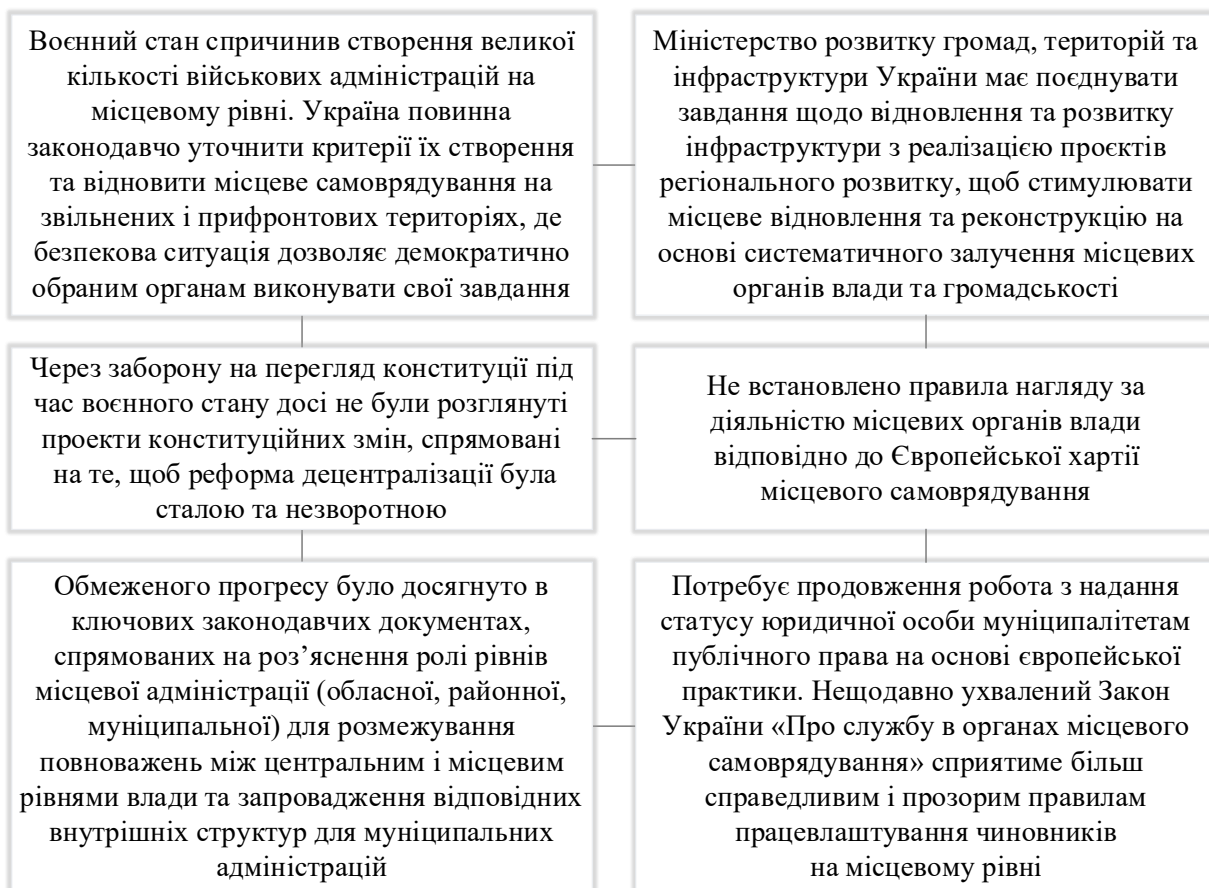 Воєнний стан спричинив створення великої
кількості військових адміністрацій на
місцевому рівні. Україна повинна
законодавчо уточнити критерії їх створення
та відновити місцеве самоврядування на
звільнених і прифронтових територіях, де
безпекова ситуація дозволяє демократично
обраним органам виконувати свої завдання
Міністерство розвитку громад, територій та
інфраструктури України має поєднувати
завдання щодо відновлення та розвитку
інфраструктури з реалізацією проєктів
регіонального розвитку, щоб стимулювати
місцеве відновлення та реконструкцію на
основі систематичного залучення місцевих
органів влади та громадськості
Через заборону на перегляд конституції під
час воєнного стану досі не були розглянуті
проекти конституційних змін, спрямовані
на те, щоб реформа децентралізації була
сталою та незворотною
Не встановлено правила нагляду за
діяльністю місцевих органів влади
відповідно до Європейської хартії
місцевого самоврядування
Обмеженого прогресу було досягнуто в
ключових законодавчих документах,
спрямованих на роз’яснення ролі рівнів
місцевої адміністрації (обласної, районної,
муніципальної) для розмежування
повноважень між центральним і місцевим
рівнями влади та запровадження відповідних
внутрішніх структур для муніципальних
адміністрацій
Потребує продовження робота з надання
статусу юридичної особи муніципалітетам
публічного права на основі європейської
практики. Нещодавно ухвалений Закон
України «Про службу в органах місцевого
самоврядування» сприятиме більш
справедливим і прозорим правилам
працевлаштування чиновників
на місцевому рівні